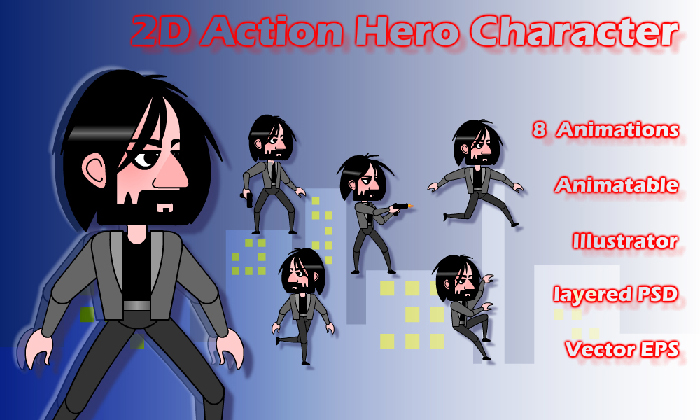 2D Action Hero Character
8 Animations
Animatable
Illustrator
layered PSD
Vector EPS